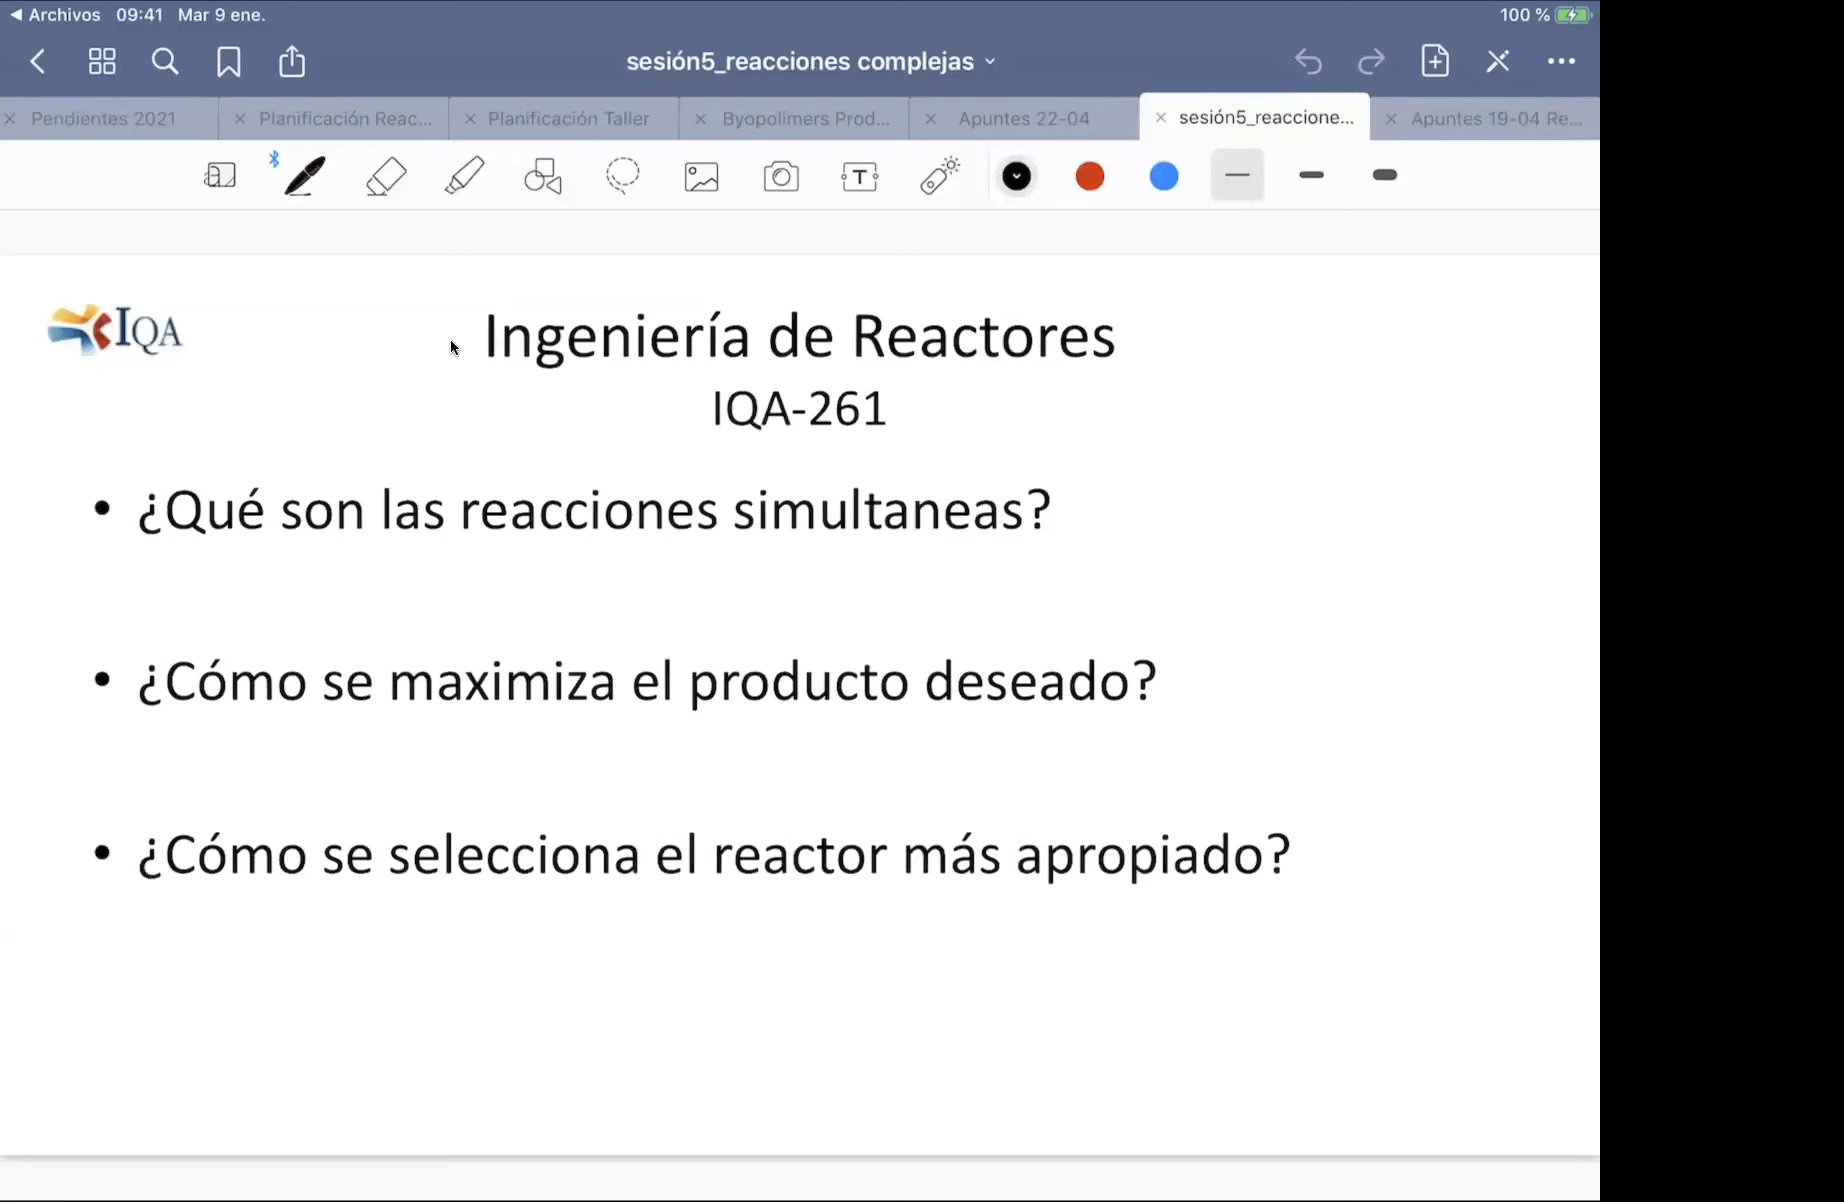 Archivos 09:41 Mar 9 ene. 100 %
sesión5_reacciones complejas
Pendientes 2021 Planificación Reac... Planificación Taller Byopolimers Prod... Apuntes 22-04 sesión5_reaccione... Apuntes 19-04 Re...
a T
IQA
Ingeniería de Reactores
IQA-261
• ¿Qué son las reacciones simultaneas?
• ¿Cómo se maximiza el producto deseado?
• ¿Cómo se selecciona el reactor más apropiado?